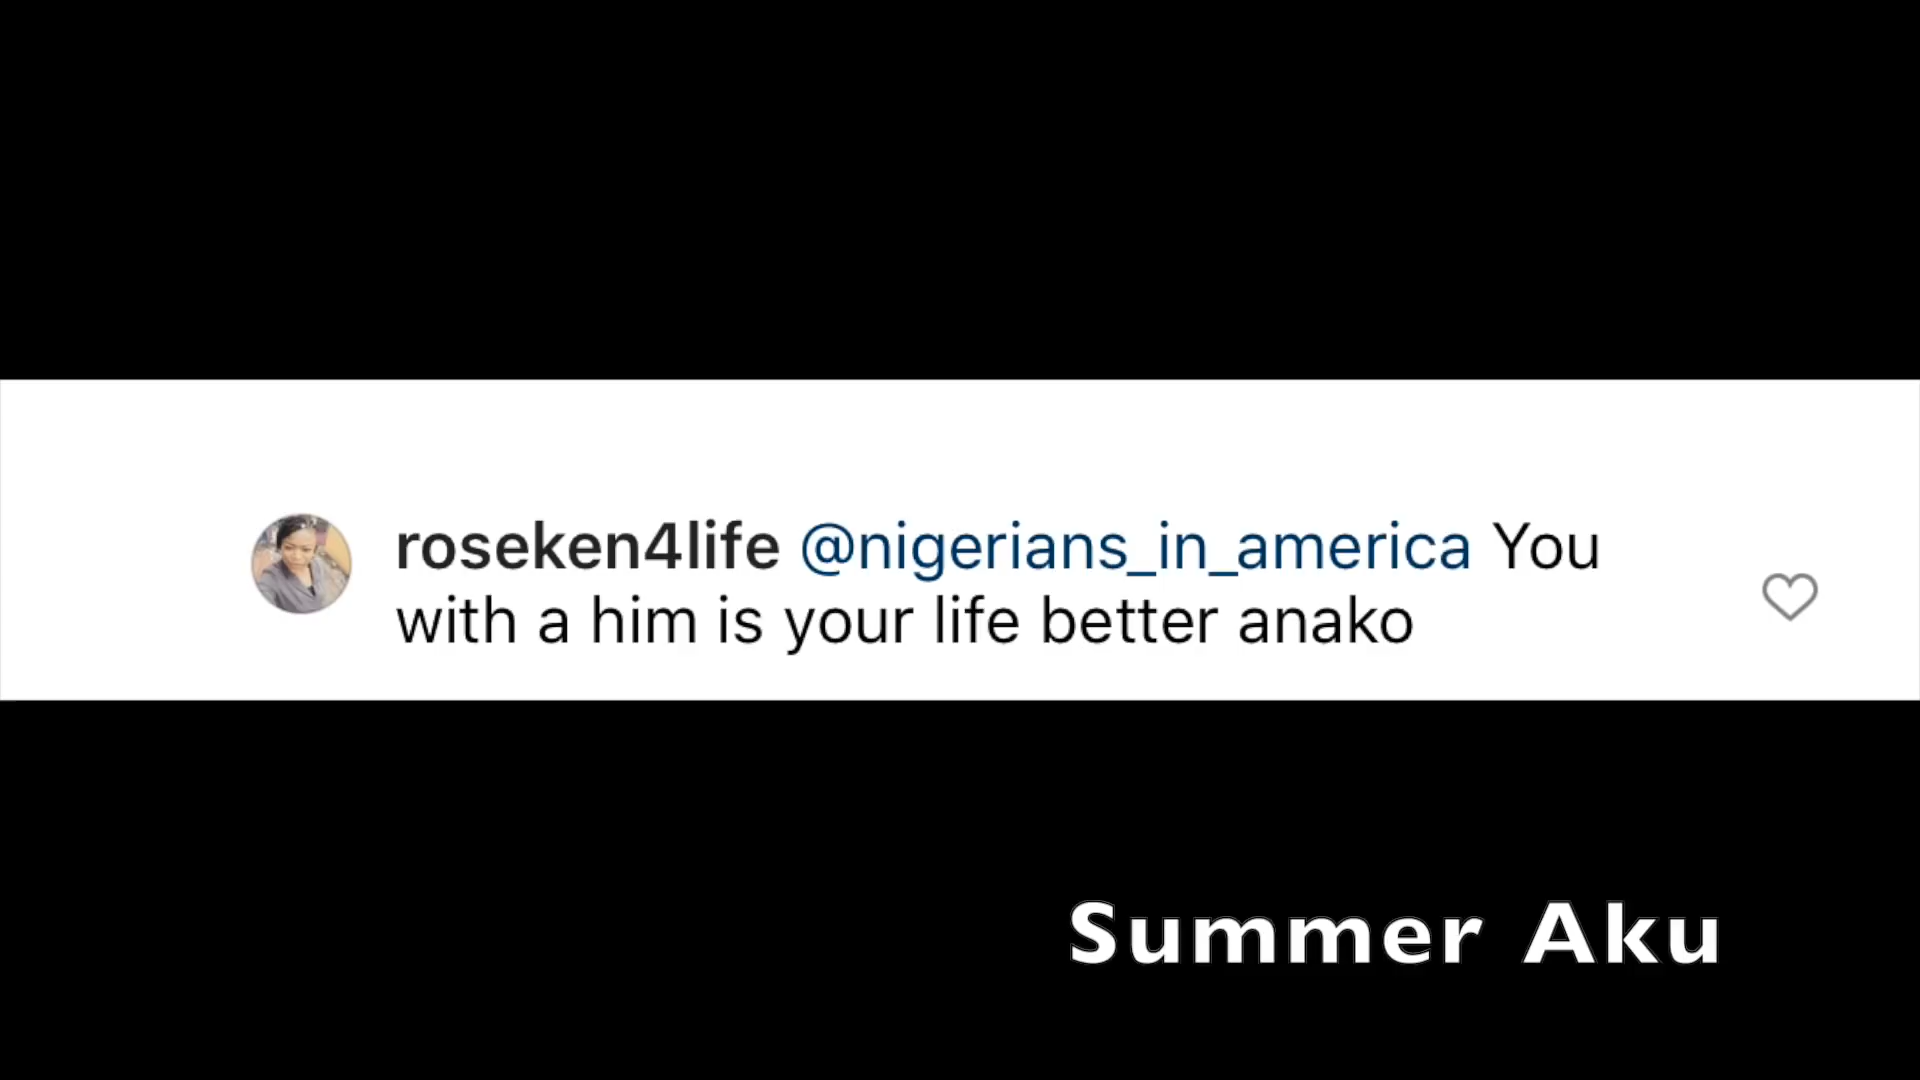 roseken4life @nigerians_in_america You
with a him is your life better anako
Summer Aku